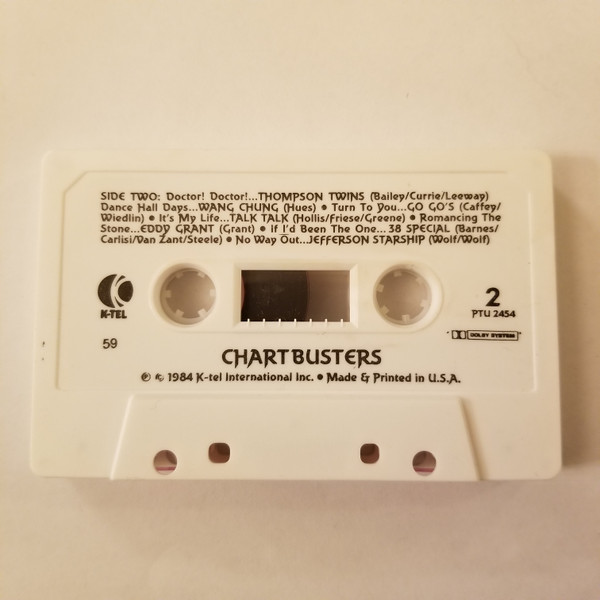 SIDE TWO: Doctor! Doctor!...THOMPSON TWINS (Bailey/Currie/Leeway)
Dance Hall Days...WANG CHUNG (Hues) • Turn To You...GO GO'S (Caffey/
Wiedlin) • It's My Life...TALK TALK (Hollis/Friese/Greene) • Romancing The
Stone...EDDY GRANT (Grant) • If I'd Been The One...38 SPECIAL (Barnes/
Carlisi/Van Zant/Steele) • No Way Out...JEFFERSON STARSHIP (Wolf/Wolf)
K-TEL
2
PTU 2454
59
DOLBY SYSTEM
CHARTBUSTERS
℗ © 1984 K-tel International Inc. • Made & Printed in U.S.A.